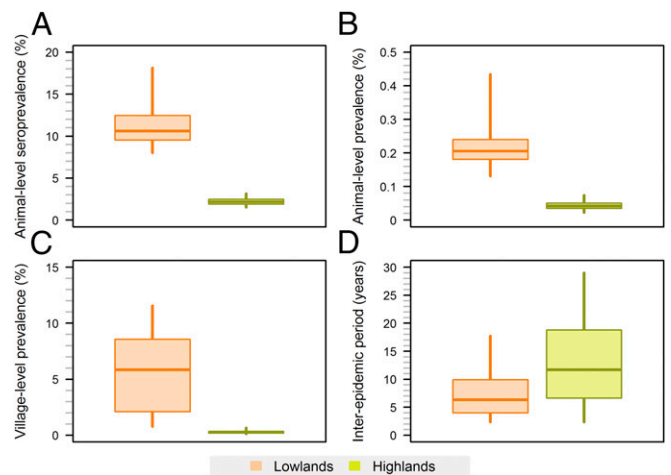 A
Animal-level seroprevalence (%)
20
15
10
5
0
B
Animal-level prevalence (%)
0.5
0.4
0.3
0.2
0.1
0
C
Village-level prevalence (%)
15
10
5
0
D
Inter-epidemic period (years)
30
25
20
15
10
5
0
Lowlands Highlands